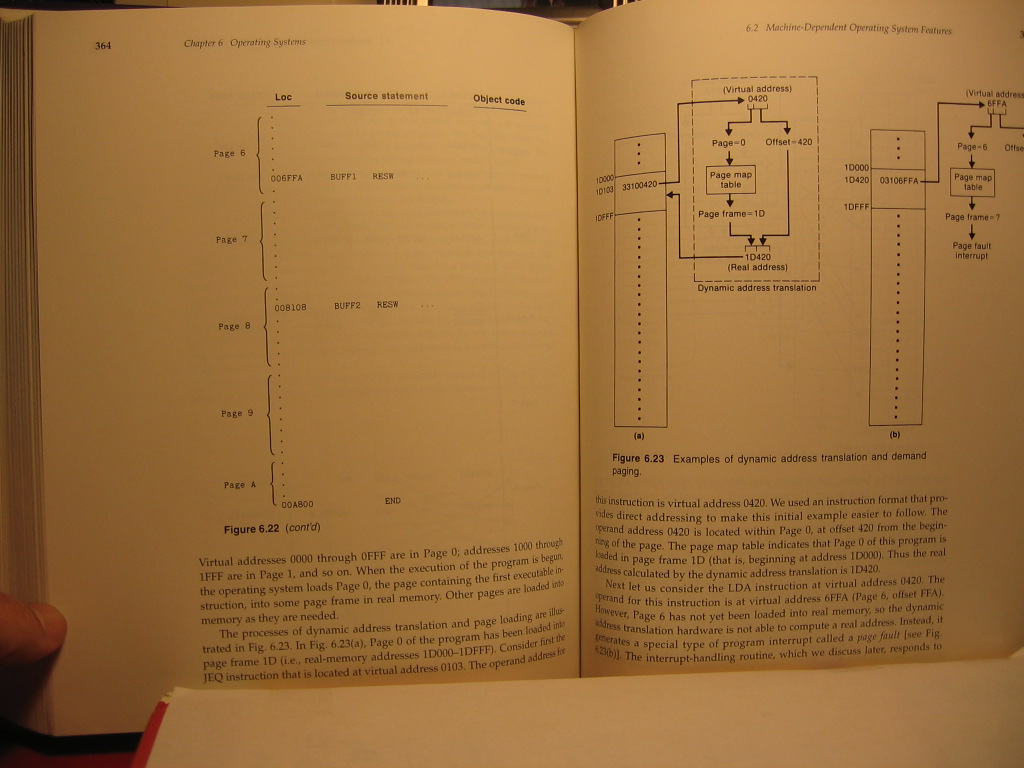 364
Chapter 6 Operating Systems
Loc Source statement Object code
Page 6
006FFA BUFF1 RESW ...
Page 7
008108 BUFF2 RESW ...
Page 8
Page 9
Page A
00A800 END
Figure 6.22 (cont'd)
Virtual addresses 0000 through 0FFF are in Page 0; addresses 1000 through
1FFF are in Page 1, and so on. When the execution of the program is begun,
the operating system loads Page 0, the page containing the first executable in-
struction, into some page frame in real memory. Other pages are loaded into
memory as they are needed.
The processes of dynamic address translation and page loading are illus-
trated in Fig. 6.23. In Fig. 6.23(a), Page 0 of the program has been loaded into
page frame 1D (i.e., real-memory addresses 1D000–1DFFF). Consider first the
JEQ instruction that is located at virtual address 0103. The operand address for
6.2 Machine-Dependent Operating System Features
(Virtual address)
0420
Page=0 Offset=420
Page map
table
Page frame=1D
1D420
(Real address)
Dynamic address translation
1D000
1D103 33100420
1DFFF
(a)
(Virtual address
6FFA
Page=6
Page map
table
Page frame=?
Page fault
interrupt
1D000
1D420 03106FFA
1DFFF
(b)
Figure 6.23 Examples of dynamic address translation and demand
paging.
this instruction is virtual address 0420. We used an instruction format that pro-
vides direct addressing to make this initial example easier to follow. The
operand address 0420 is located within Page 0, at offset 420 from the begin-
ning of the page. The page map table indicates that Page 0 of this program is
loaded in page frame 1D (that is, beginning at address 1D000). Thus the real
address calculated by the dynamic address translation is 1D420.
Next let us consider the LDA instruction at virtual address 0420. The
operand for this instruction is at virtual address 6FFA (Page 6, offset FFA).
However, Page 6 has not yet been loaded into real memory, so the dynamic
address translation hardware is not able to compute a real address. Instead, it
generates a special type of program interrupt called a page fault [see Fig.
6.23(b)]. The interrupt-handling routine, which we discuss later, responds to